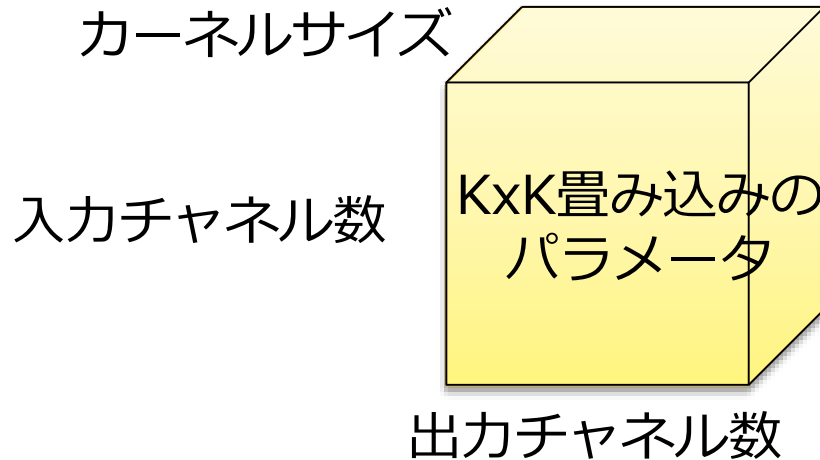 カーネルサイズ
入力チャネル数
KxK畳み込みの
パラメータ
出力チャネル数